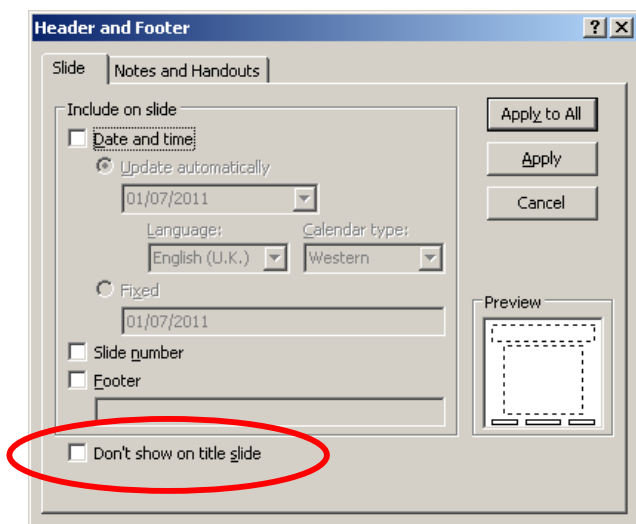 Header and Footer
Slide
Notes and Handouts
Include on slide
Date and time
Update automatically
01/07/2011
Language:
Calendar type:
English (U.K.)
Western
Fixed
01/07/2011
Slide number
Footer
Don't show on title slide
Apply to All
Apply
Cancel
Preview